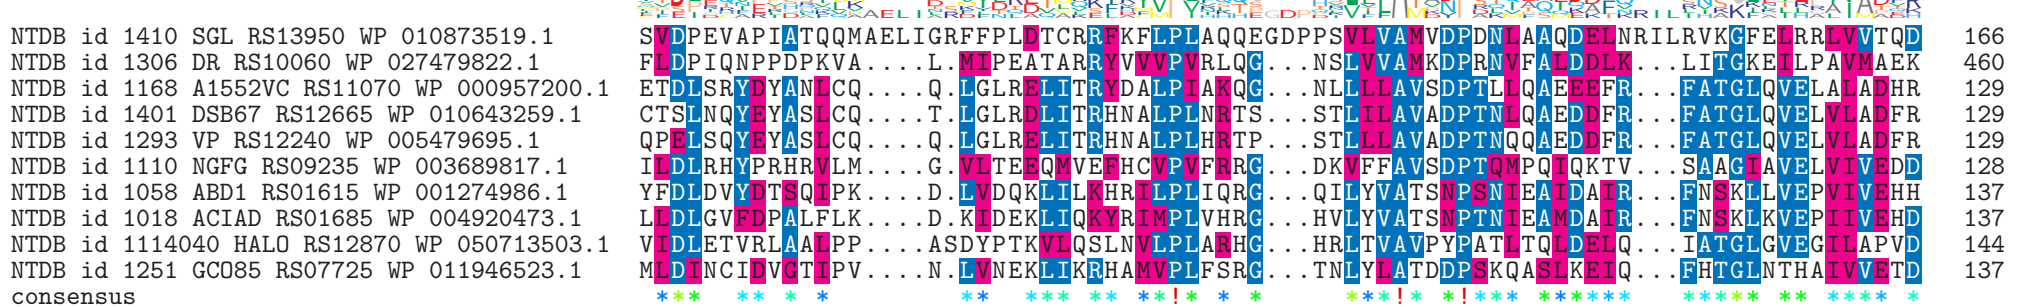 NTDB id 1410 SGL RS13950 WP 010873519.1 SVDPEVAPIATQQMAELIGRFFPLDTCRRFKFLPLAQQEGDPPSVLVAMVDPDNLAAQDELNRILRVKGFELRRLVVTQD 166
NTDB id 1306 DR RS10060 WP 027479822.1 FLDPIQNPPDPKVA....L.MIPEATARRYVVVPVRLQG...NSLVVAMKDPRNVFALDDLK...LITGKEILPAVMAEK 460
NTDB id 1168 A1552VC RS11070 WP 000957200.1 ETDLSRYDYANLCQ....Q.LGLRELITRYDALPIAKQG...NLLLLAVSDPTLLQAEEEFR...FATGLQVELALADHR 129
NTDB id 1401 DSB67 RS12665 WP 010643259.1 CTSLNQYEYASLCQ....T.LGLRDLITRHNALPLNRTS...STLILAVADPTNLQAEDDFR...FATGLQVELVLADFR 129
NTDB id 1293 VP RS12240 WP 005479695.1 QPELSQYEYASLCQ....Q.LGLRELITRHNALPLHRTP...STLLLAVADPTNQQAEDDFR...FATGLQVELVLADFR 129
NTDB id 1110 NGFG RS09235 WP 003689817.1 ILDLRHYPRHRVLM....G.VLTEEQMVEFHCVPVFRRG...DKVFFAVSDPTQMPQIQKTV...SAAGIAVELVIVEDD 128
NTDB id 1058 ABD1 RS01615 WP 001274986.1 YFDLDVYDTSQIPK....D.LVDQKLILKHRILPLIQRG...QILYVATSNPSNIEAIDAIR...FNSKLLVEPVIVEHH 137
NTDB id 1018 ACIAD RS01685 WP 004920473.1 LLDLGVFDPALFLK....D.KIDEKLIQKYRIMPLVHRG...HVLYVATSNPTNIEAMDAIR...FNSKLKVEPIIVEHD 137
NTDB id 1114040 HALO RS12870 WP 050713503.1 VIDLETVRLAALPP....ASDYPTKVLQSLNVLPLARHG...HRLTVAVPYPATLTQLDELQ...IATGLGVEGILAPVD 144
NTDB id 1251 GCO85 RS07725 WP 011946523.1 MLDINCIDVGTIPV....N.LVNEKLIKRHAMVPLFSRG...TNLYLATDDPSKQASLKEIQ...FHTGLNTHAIVVETD 137
consensus *** ** * * ** *** ** **!* * * ***!* *!*** ******* ***** ** **** *